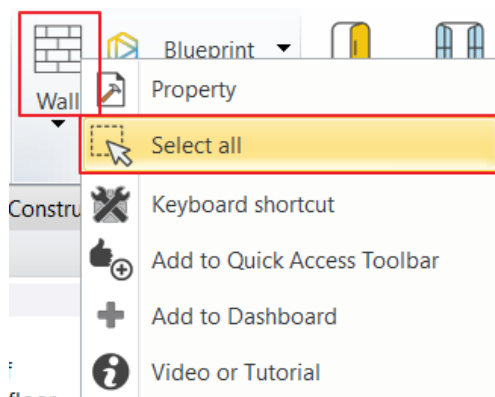 Blueprint
Wall
Property
Select all
Constru
Keyboard shortcut
Add to Quick Access Toolbar
Add to Dashboard
Video or Tutorial